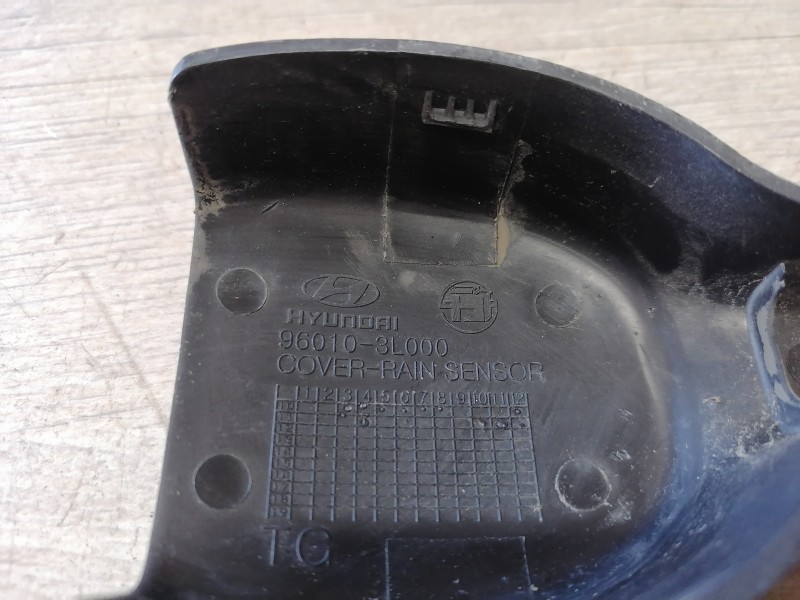 HYUNDAI
96010-3L000
COVER-RAIN SENSOR
1 2 3 4 5 6 7 8 9 10 11 12
TG